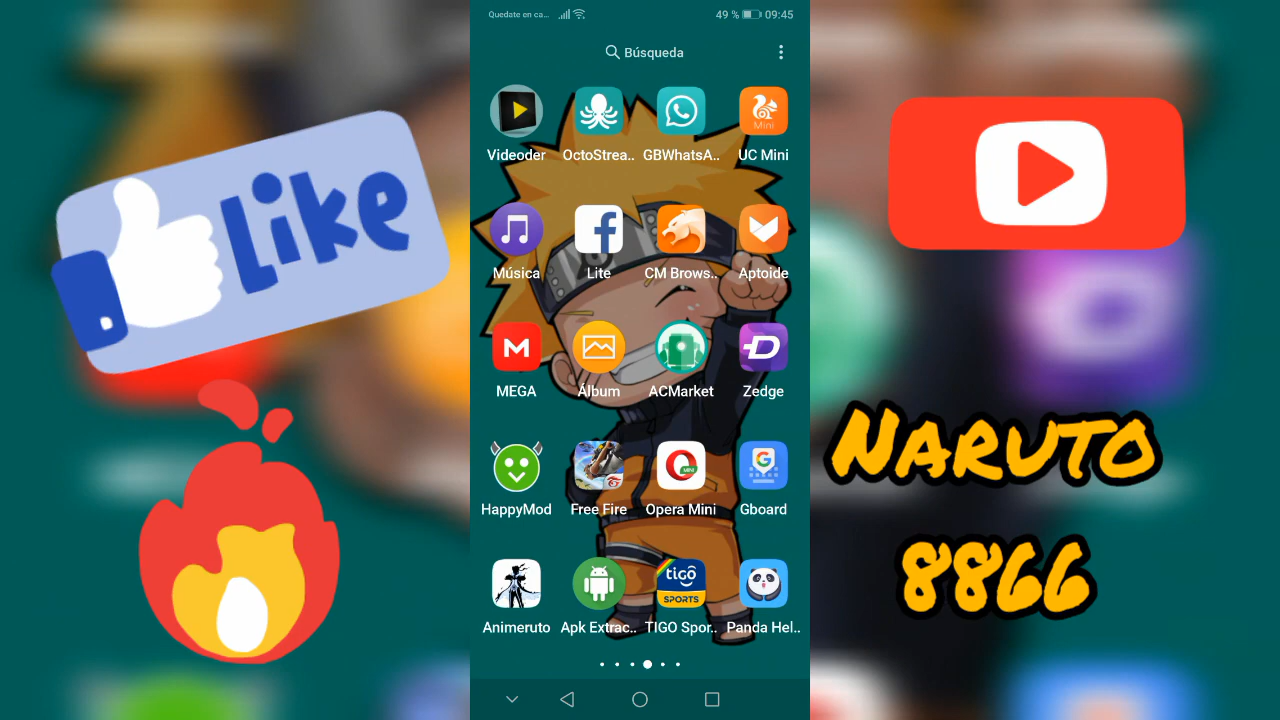 Quedate en ca...
49 % 09:45
Búsqueda
Videoder OctoStrea.. GBWhatsA.. UC Mini
Mini
Música Lite CM Brows.. Aptoide
MEGA Álbum ACMarket Zedge
HappyMod Free Fire Opera Mini Gboard
tigo
SPORTS
Animeruto Apk Extrac.. TIGO Spor.. Panda Hel..
Like
Naruto
8866